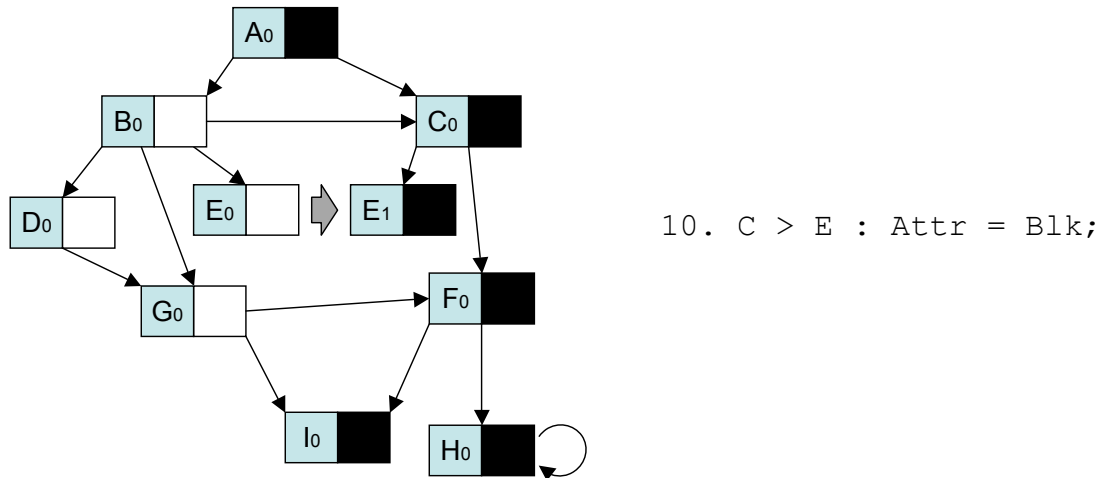 A0
B0
C0
D0
E0
E1
G0
F0
I0
H0
10. C > E : Attr = Blk;